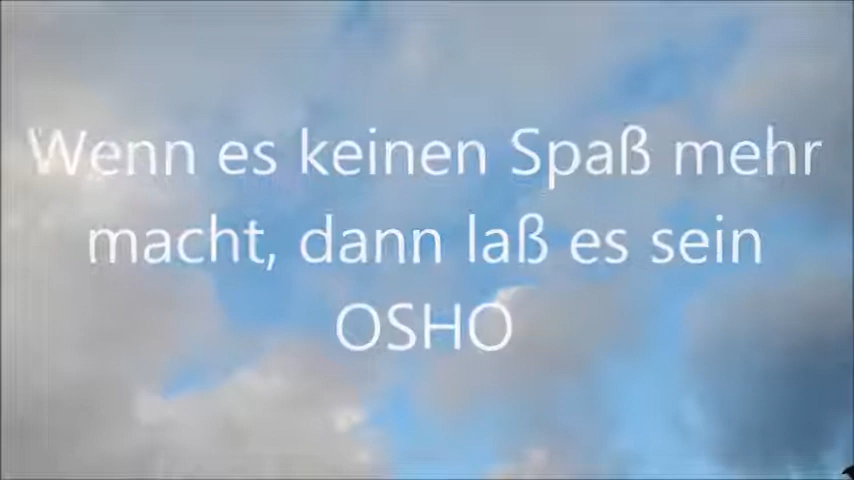 Wenn es keinen Spaß mehr
macht, dann laß es sein
OSHO